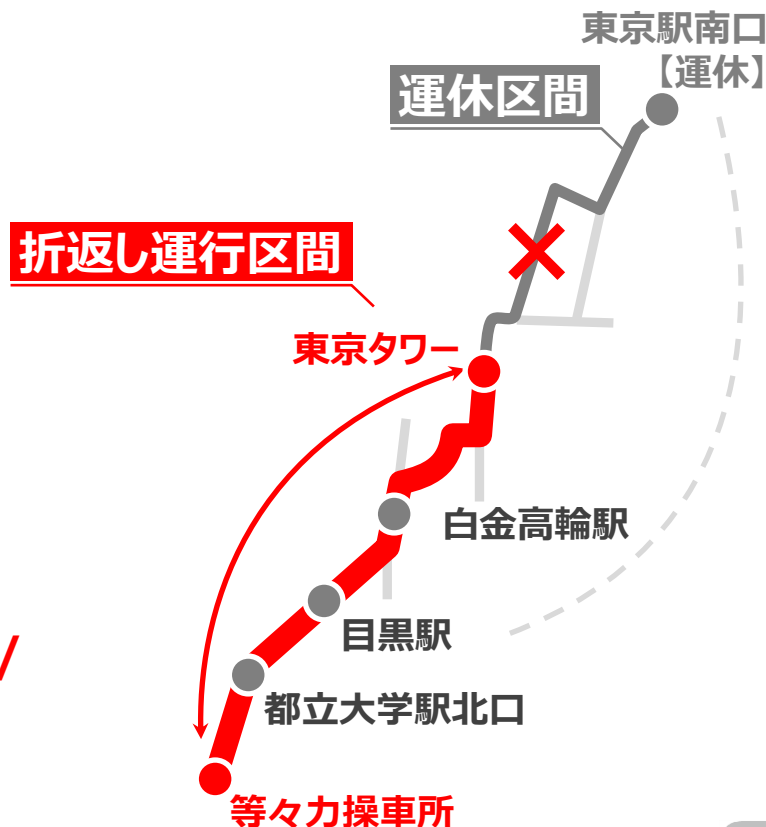 東京駅南口
【運休】
運休区間
折返し運行区間
東京タワー
白金高輪駅
目黒駅
都立大学駅北口
等々力操車所